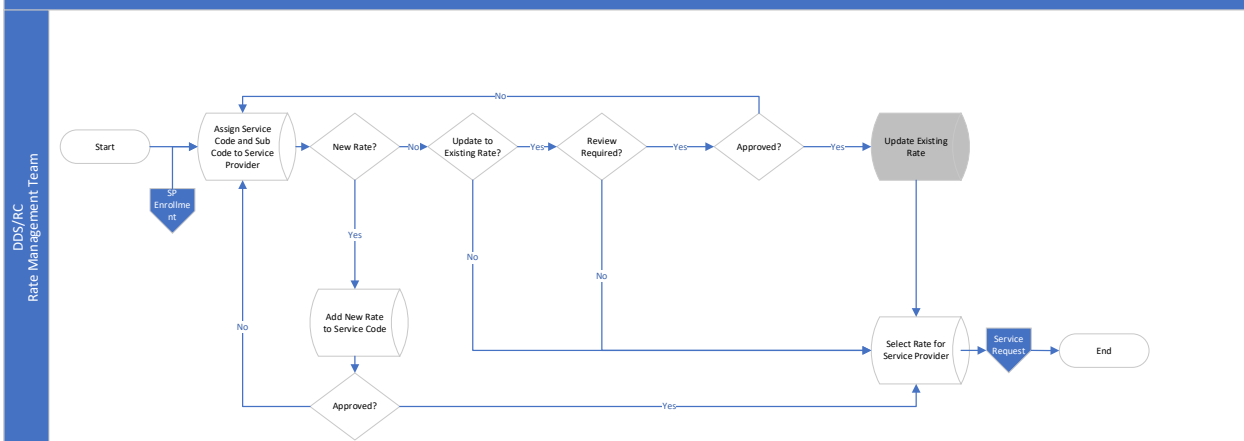 DDS/RC
Rate Management Team
Start
SP
Enrollme
nt
Assign Service
Code and Sub
Code to Service
Provider
New Rate?
No
Update to
Existing Rate?
Yes
Review
Required?
Yes
Approved?
Yes
Update Existing
Rate
No
Yes
No
No
No
Add New Rate
to Service Code
Approved?
Yes
Select Rate for
Service Provider
Service
Request
End